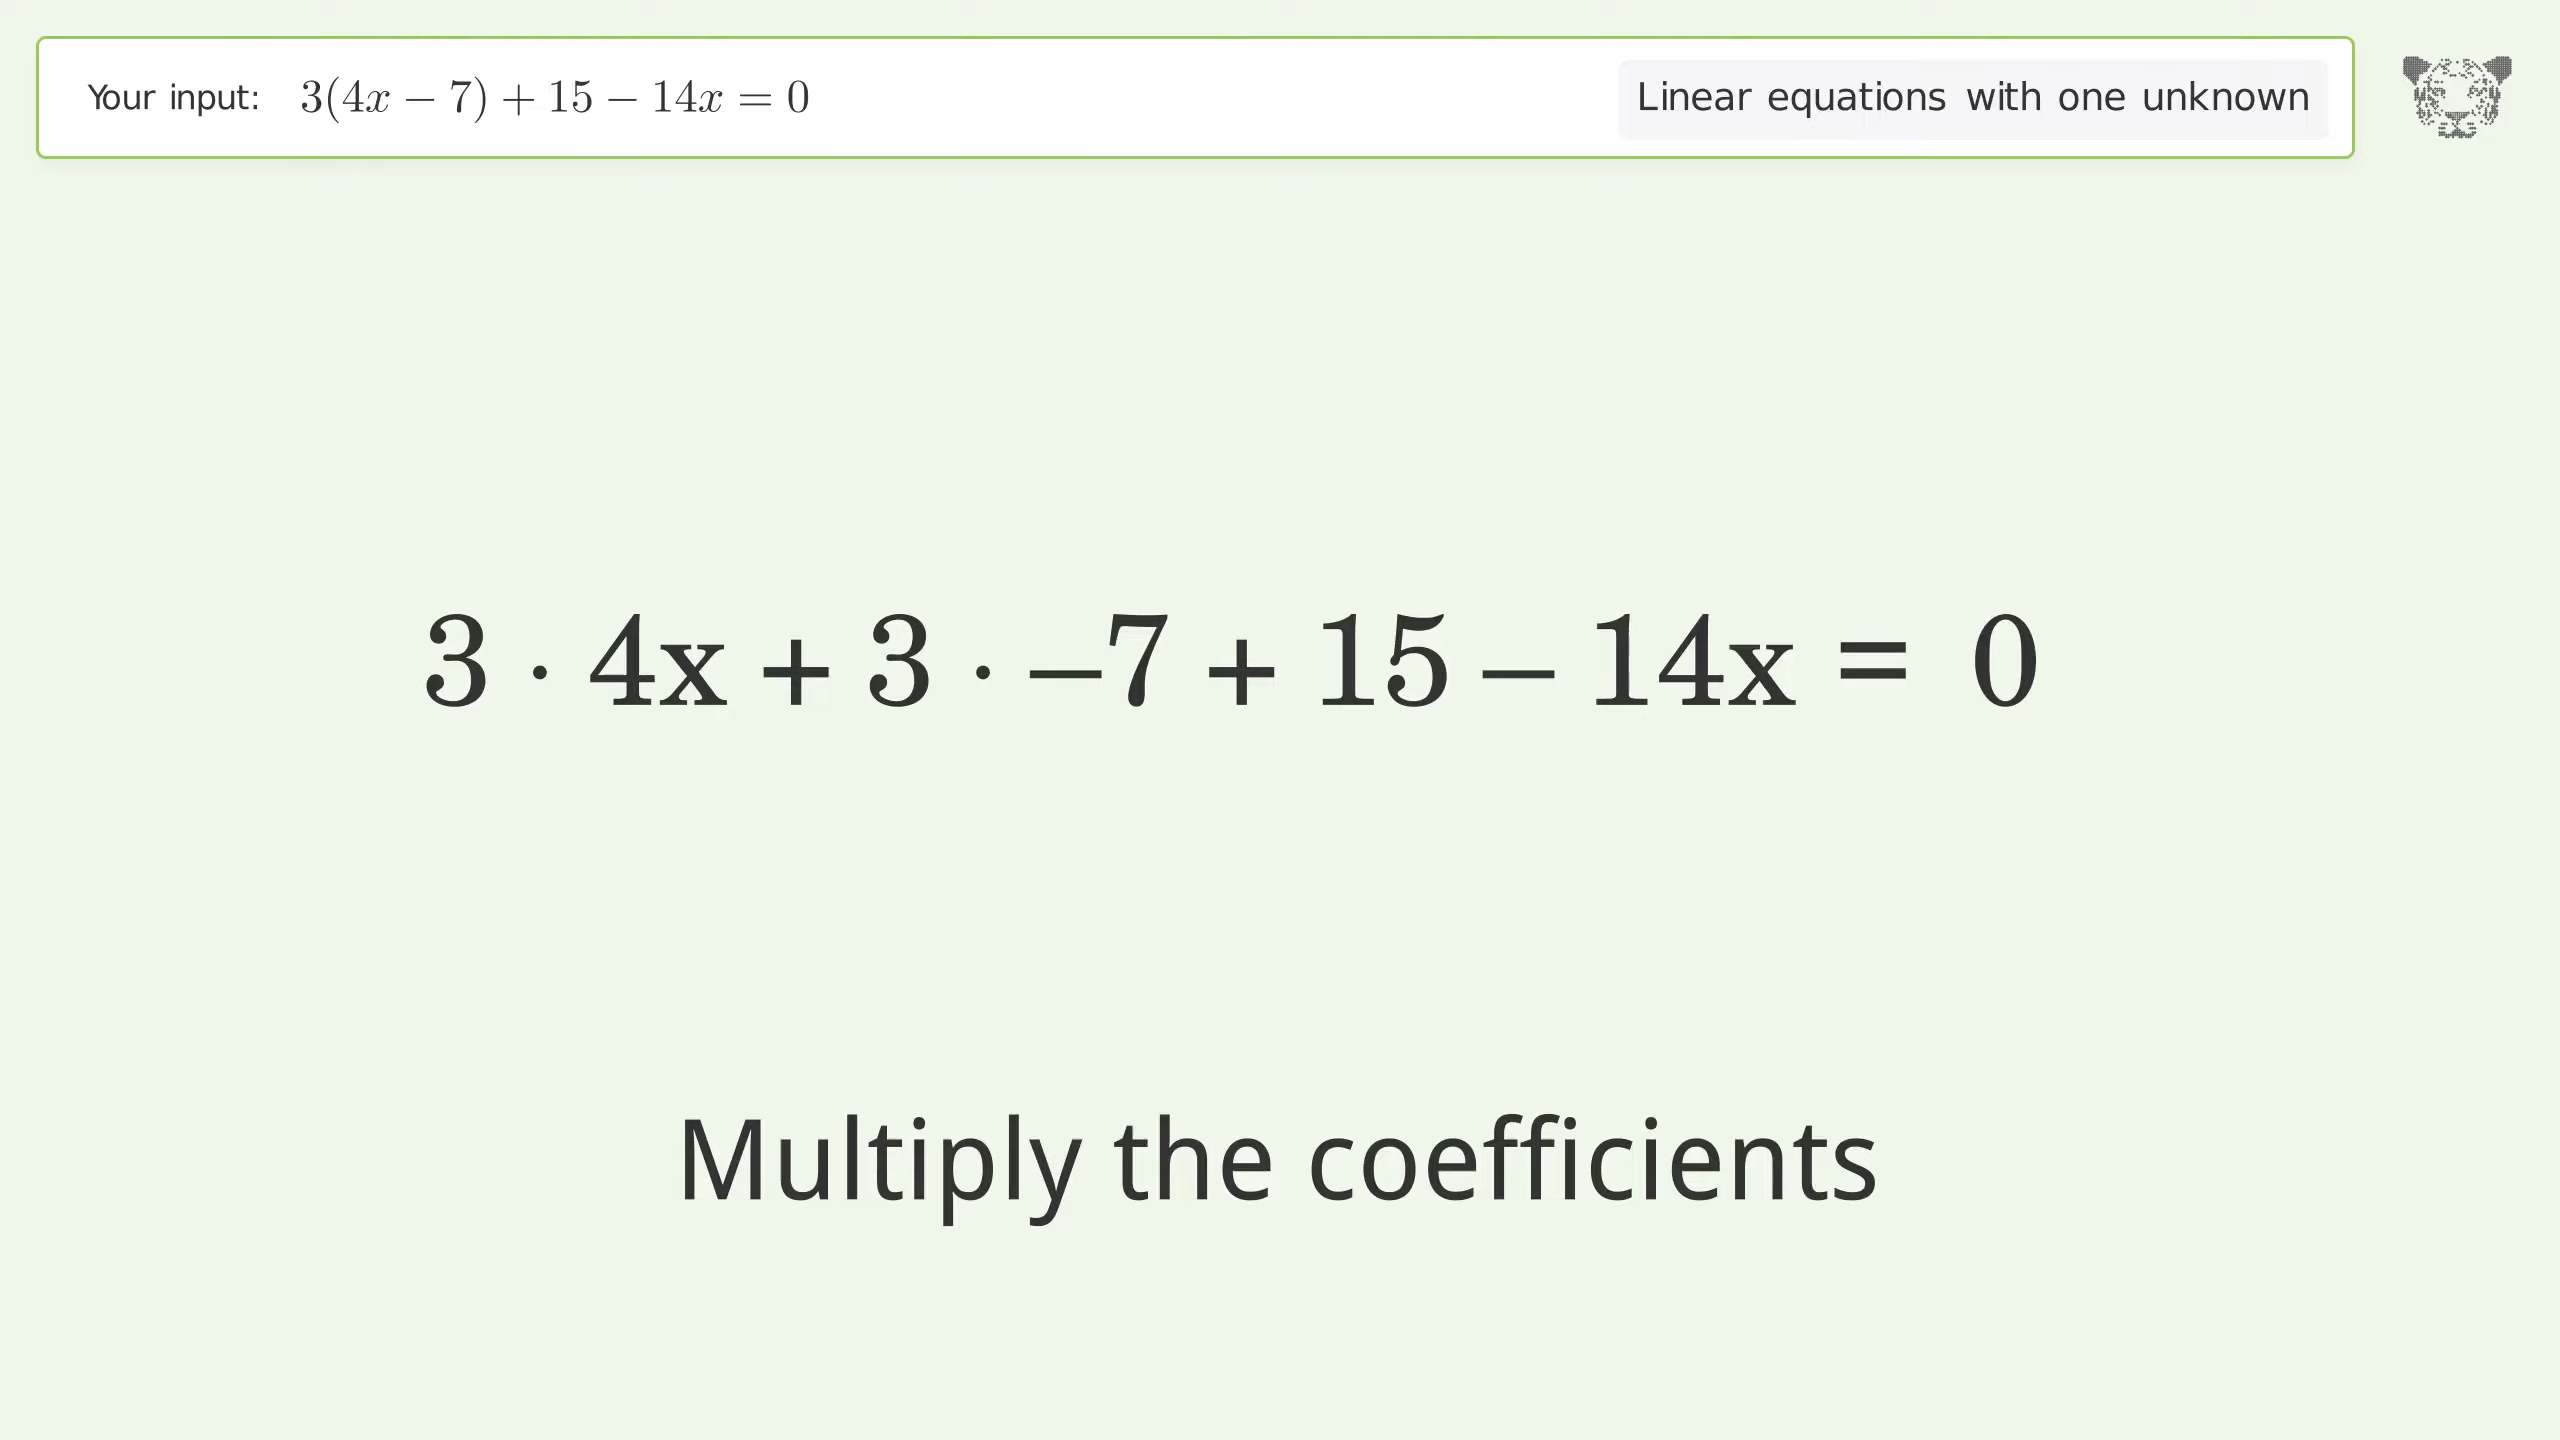 Your input: 3(4x − 7) + 15 − 14x = 0
Linear equations with one unknown
3 · 4x + 3 · −7 + 15 − 14x = 0
Multiply the coefficients